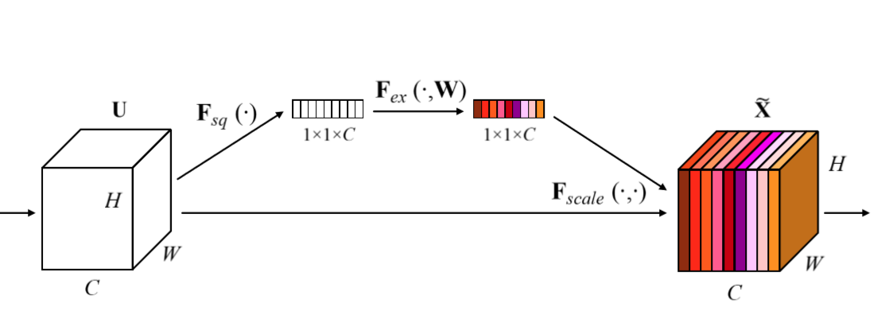 U
F_sq (·)
1×1×C
F_ex (·,W)
1×1×C
X̃
H
W
C
F_scale (·,·)
H
W
C